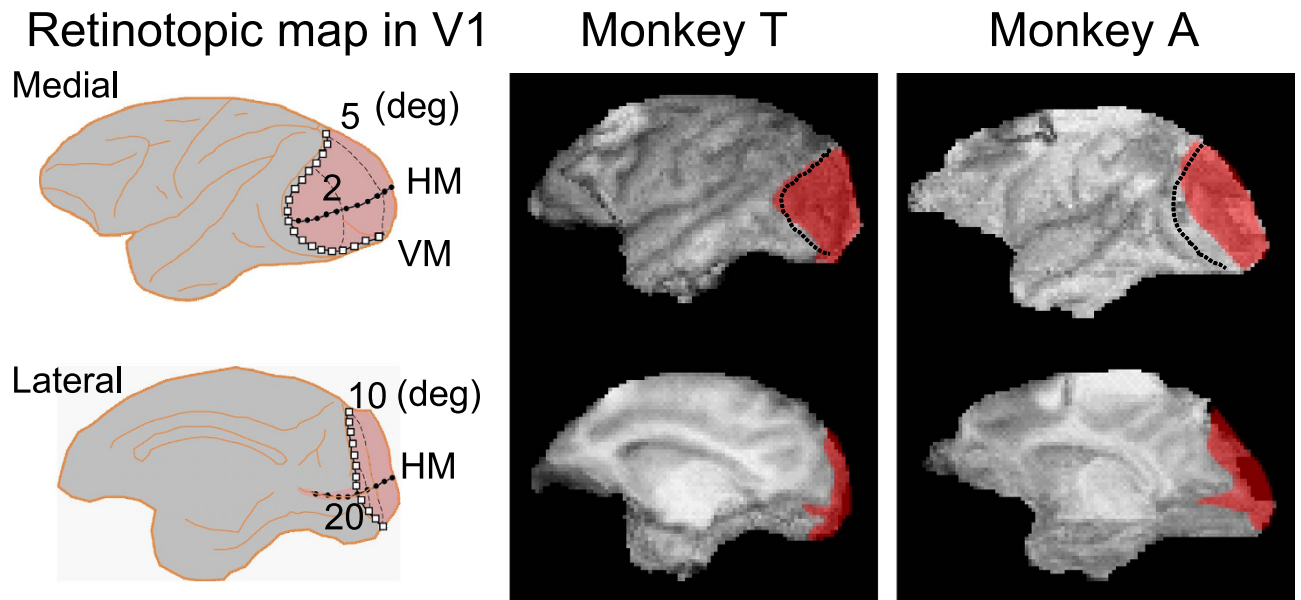 Retinotopic map in V1
Monkey T
Monkey A
Medial
5 (deg)
2
HM
VM
Lateral
10 (deg)
HM
20